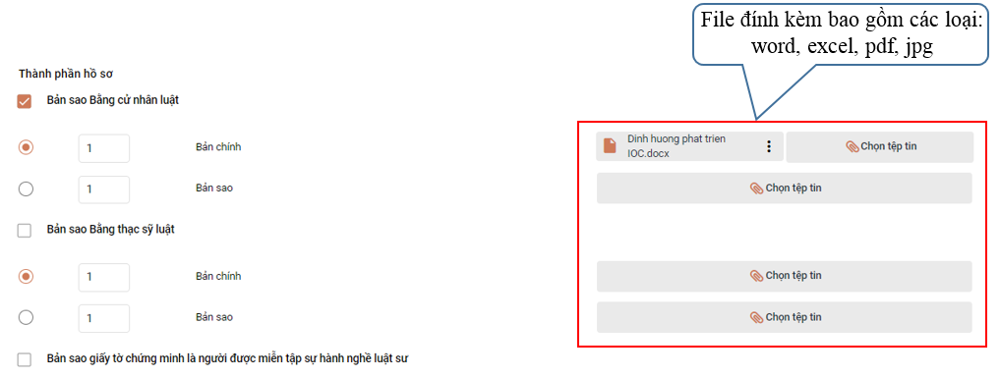 File đính kèm bao gồm các loại:
word, excel, pdf, jpg
Thành phần hồ sơ
Bản sao Bằng cử nhân luật
1 Bản chính
Dinh huong phat trien
IOC.docx
Chọn tệp tin
1 Bản sao
Chọn tệp tin
Bản sao Bằng thạc sỹ luật
1 Bản chính
Chọn tệp tin
1 Bản sao
Chọn tệp tin
Bản sao giấy tờ chứng minh là người được miễn tập sự hành nghề luật sư